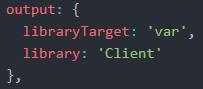 output: {
  libraryTarget: 'var',
  library: 'Client'
},